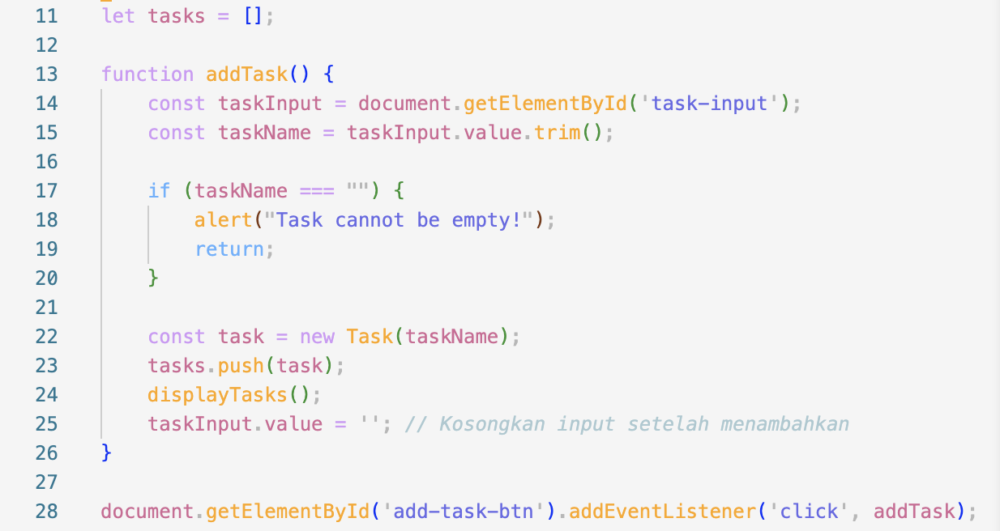 11 let tasks = [];
12
13 function addTask() {
14     const taskInput = document.getElementById('task-input');
15     const taskName = taskInput.value.trim();
16
17     if (taskName === "") {
18         alert("Task cannot be empty!");
19         return;
20     }
21
22     const task = new Task(taskName);
23     tasks.push(task);
24     displayTasks();
25     taskInput.value = ''; // Kosongkan input setelah menambahkan
26 }
27
28 document.getElementById('add-task-btn').addEventListener('click', addTask);